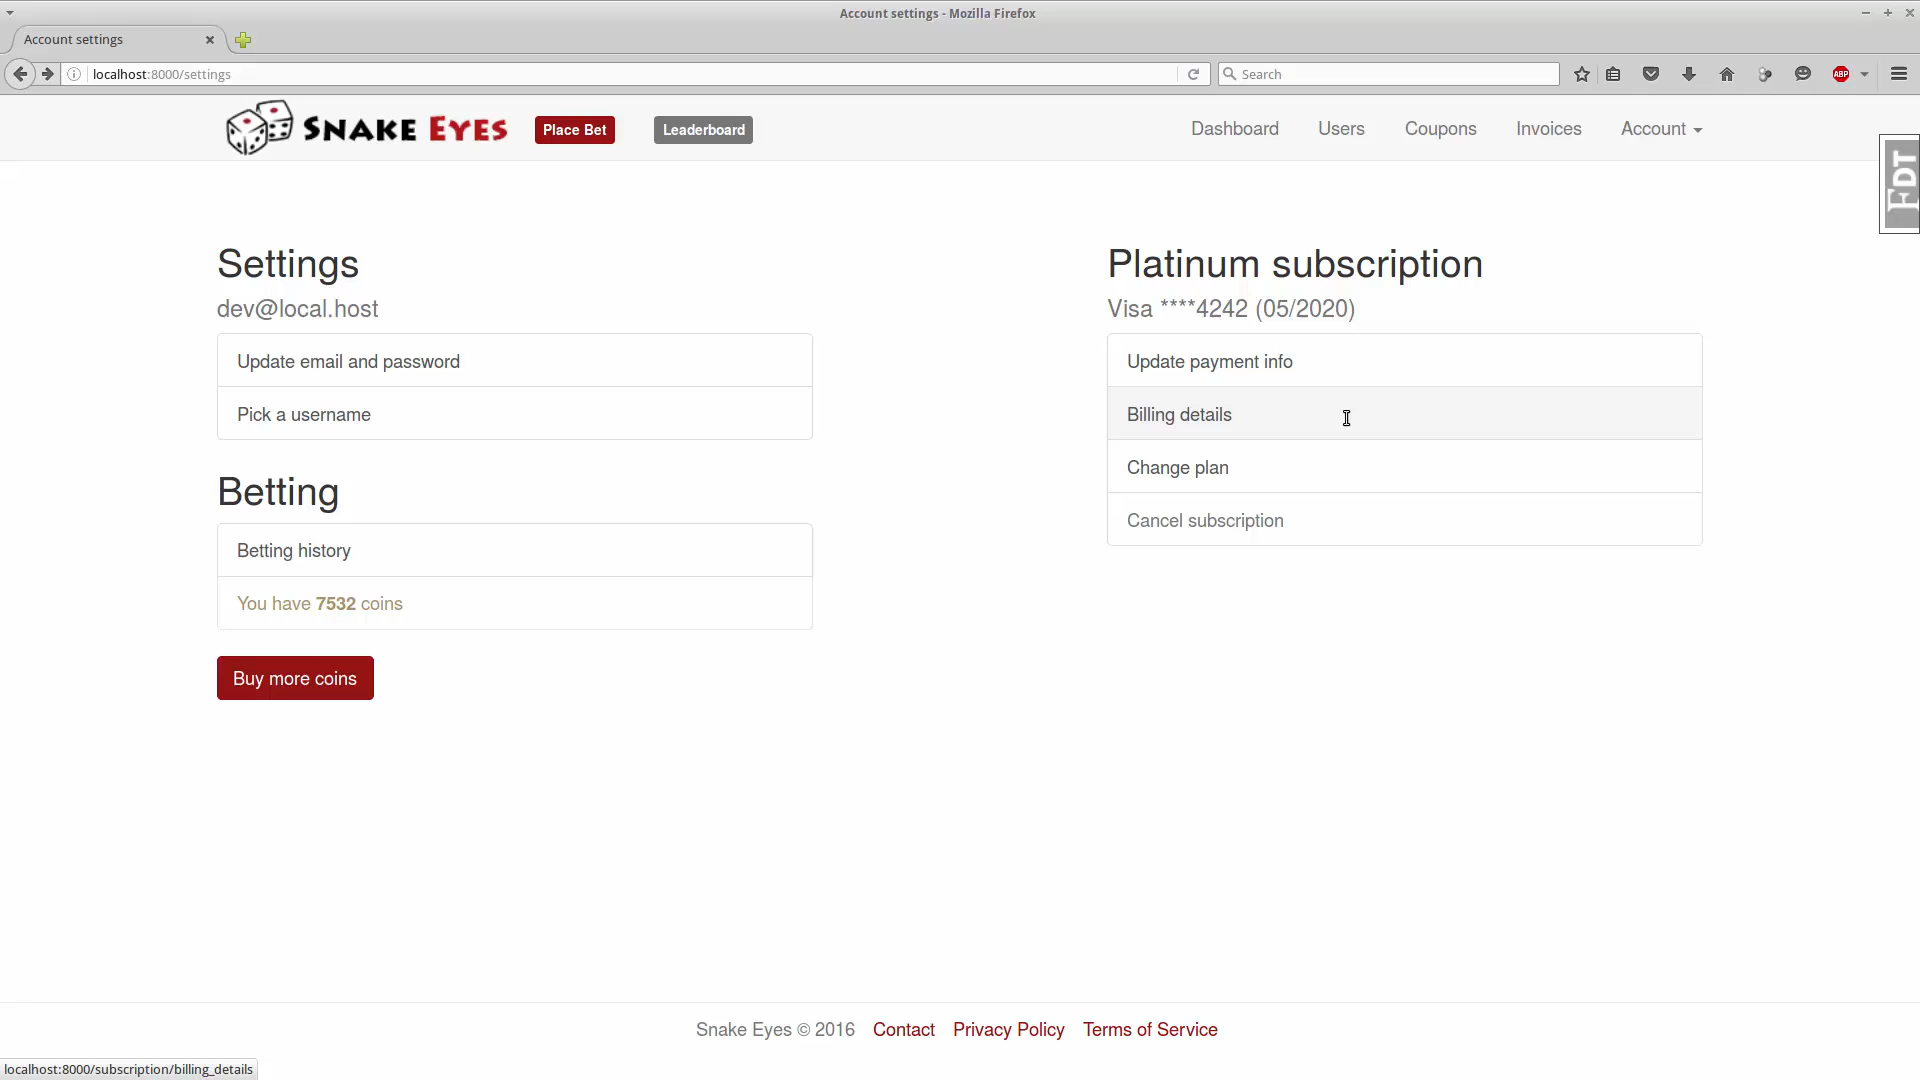 Account settings - Mozilla Firefox
Account settings
localhost:8000/settings
Search
ABP
SNAKE EYES
Place Bet
Leaderboard
Dashboard
Users
Coupons
Invoices
Account
FDT
Settings
dev@local.host
Update email and password
Pick a username
Betting
Betting history
You have 7532 coins
Buy more coins
Platinum subscription
Visa ****4242 (05/2020)
Update payment info
Billing details
Change plan
Cancel subscription
Snake Eyes © 2016 Contact Privacy Policy Terms of Service
localhost:8000/subscription/billing_details